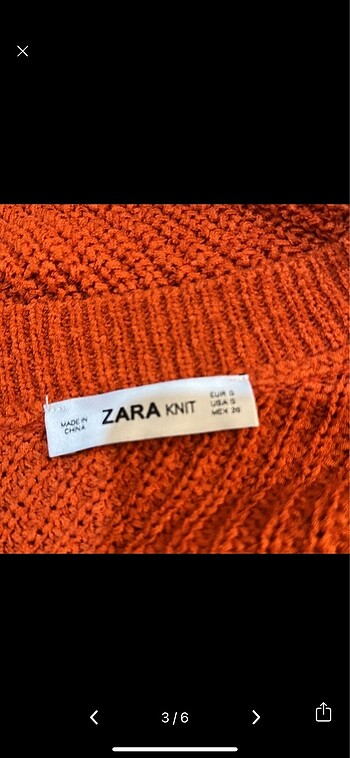 MADE IN
CHINA
ZARA KNIT
EUR S
USA S
MEX 26
3/6